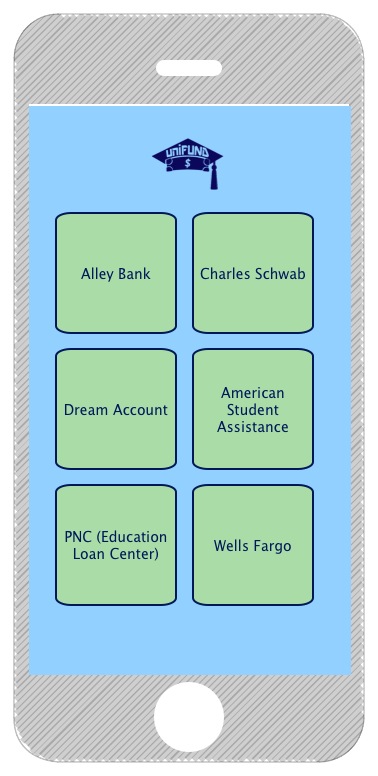 UNIFUND
$
Alley Bank
Charles Schwab
Dream Account
American
Student
Assistance
PNC (Education
Loan Center)
Wells Fargo